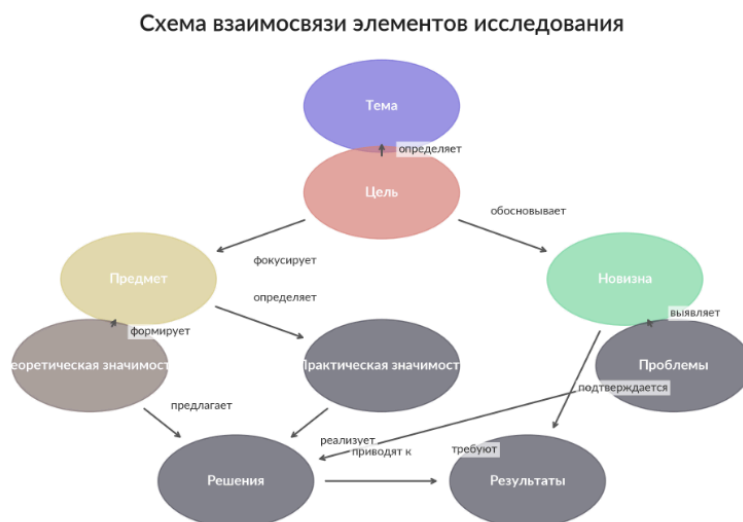 Схема взаимосвязи элементов исследования
Тема
определяет
Цель
обосновывает
фокусирует
Предмет
Новизна
определяет
выявляет
формирует
еоретическая значимост
Практическая значимост
Проблемы
подтверждается
предлагает
реализует
приводят к
требуют
Решения
Результаты